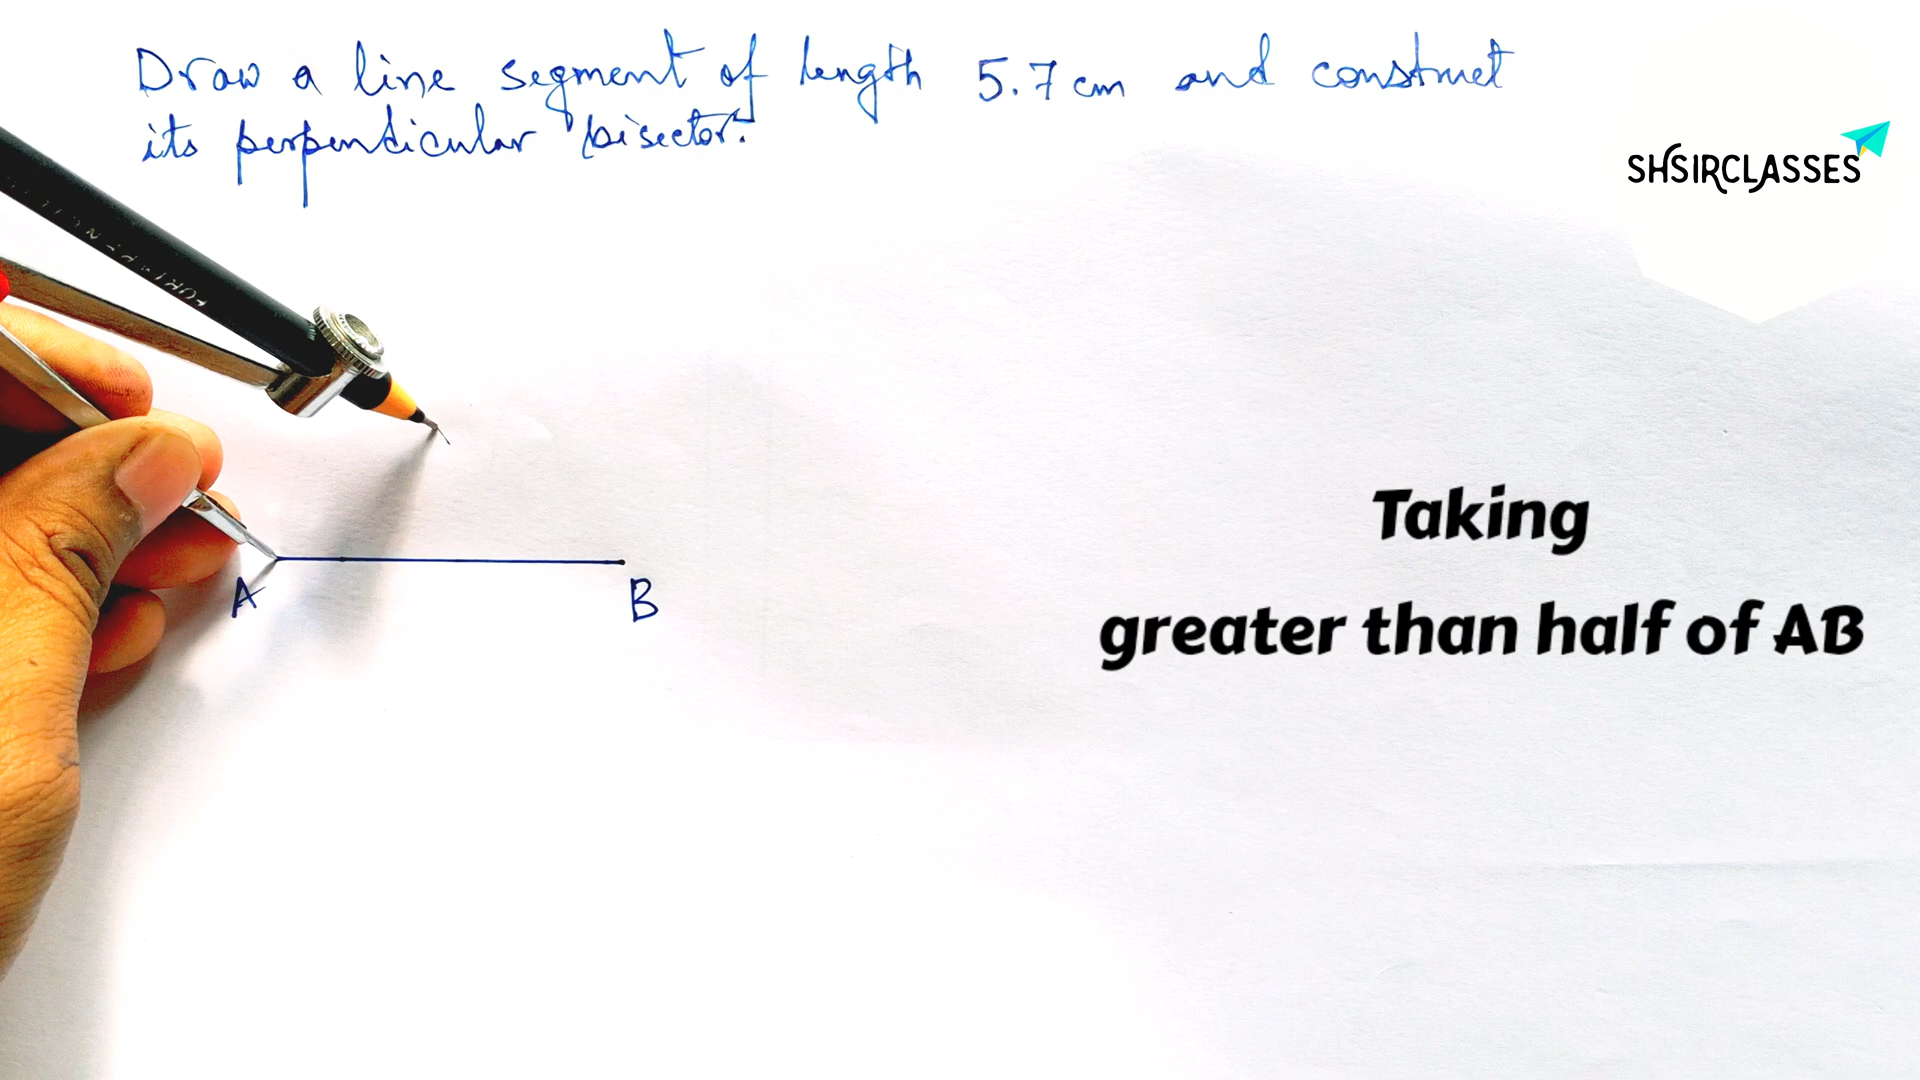 Draw a line segment of length 5.7 cm and construct
its perpendicular bisector.
SHSIRCLASSES
Taking
greater than half of AB
A
B